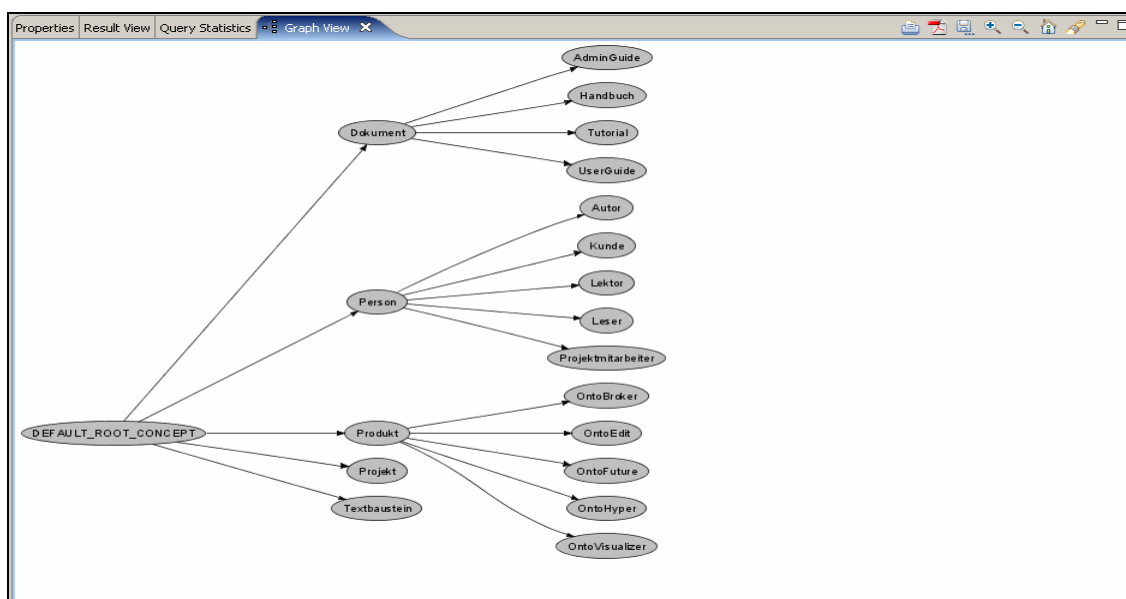 Properties Result View Query Statistics Graph View
AdminGuide
Handbuch
Dokument
Tutorial
UserGuide
Autor
Kunde
Lektor
Person
Leser
Projektmitarbeiter
OntoBroker
DEFAULT_ROOT_CONCEPT
Produkt
OntoEdit
Projekt
OntoFuture
Textbaustein
OntoHyper
OntoVisualizer